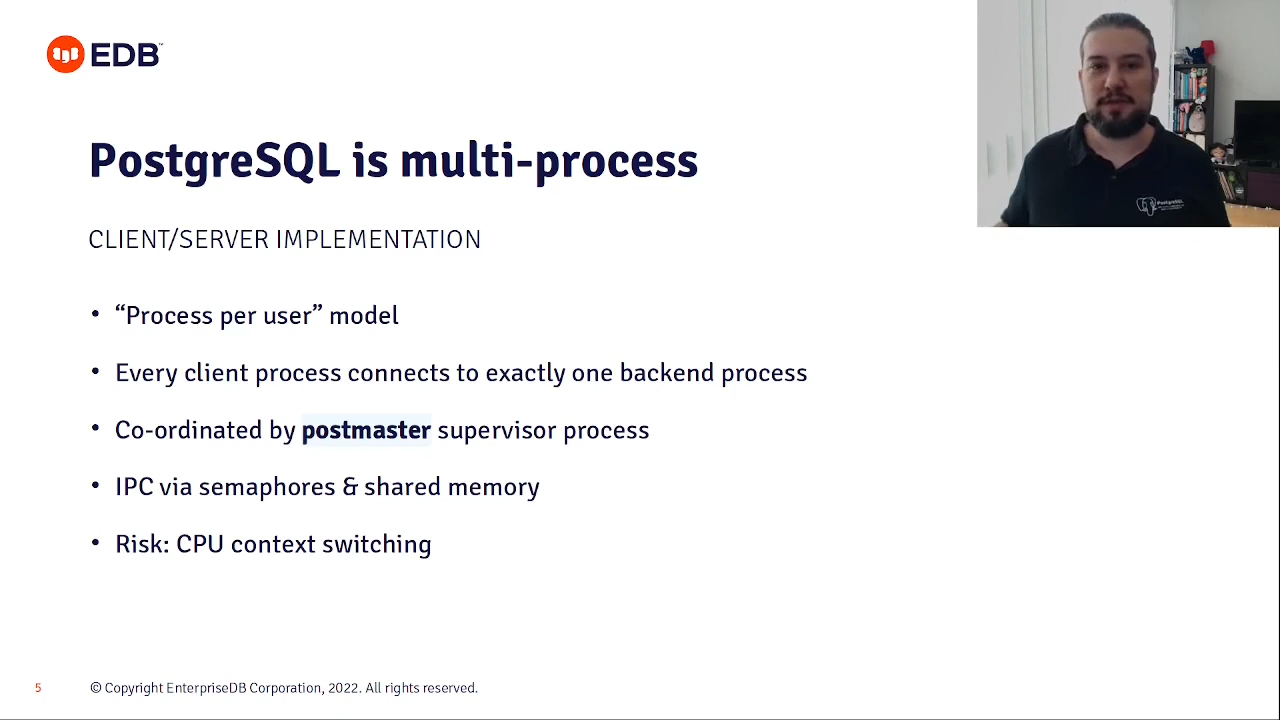 EDB
PostgreSQL is multi-process
CLIENT/SERVER IMPLEMENTATION
• “Process per user” model
• Every client process connects to exactly one backend process
• Co-ordinated by postmaster supervisor process
• IPC via semaphores & shared memory
• Risk: CPU context switching
5 © Copyright EnterpriseDB Corporation, 2022. All rights reserved.
PostgreSQL